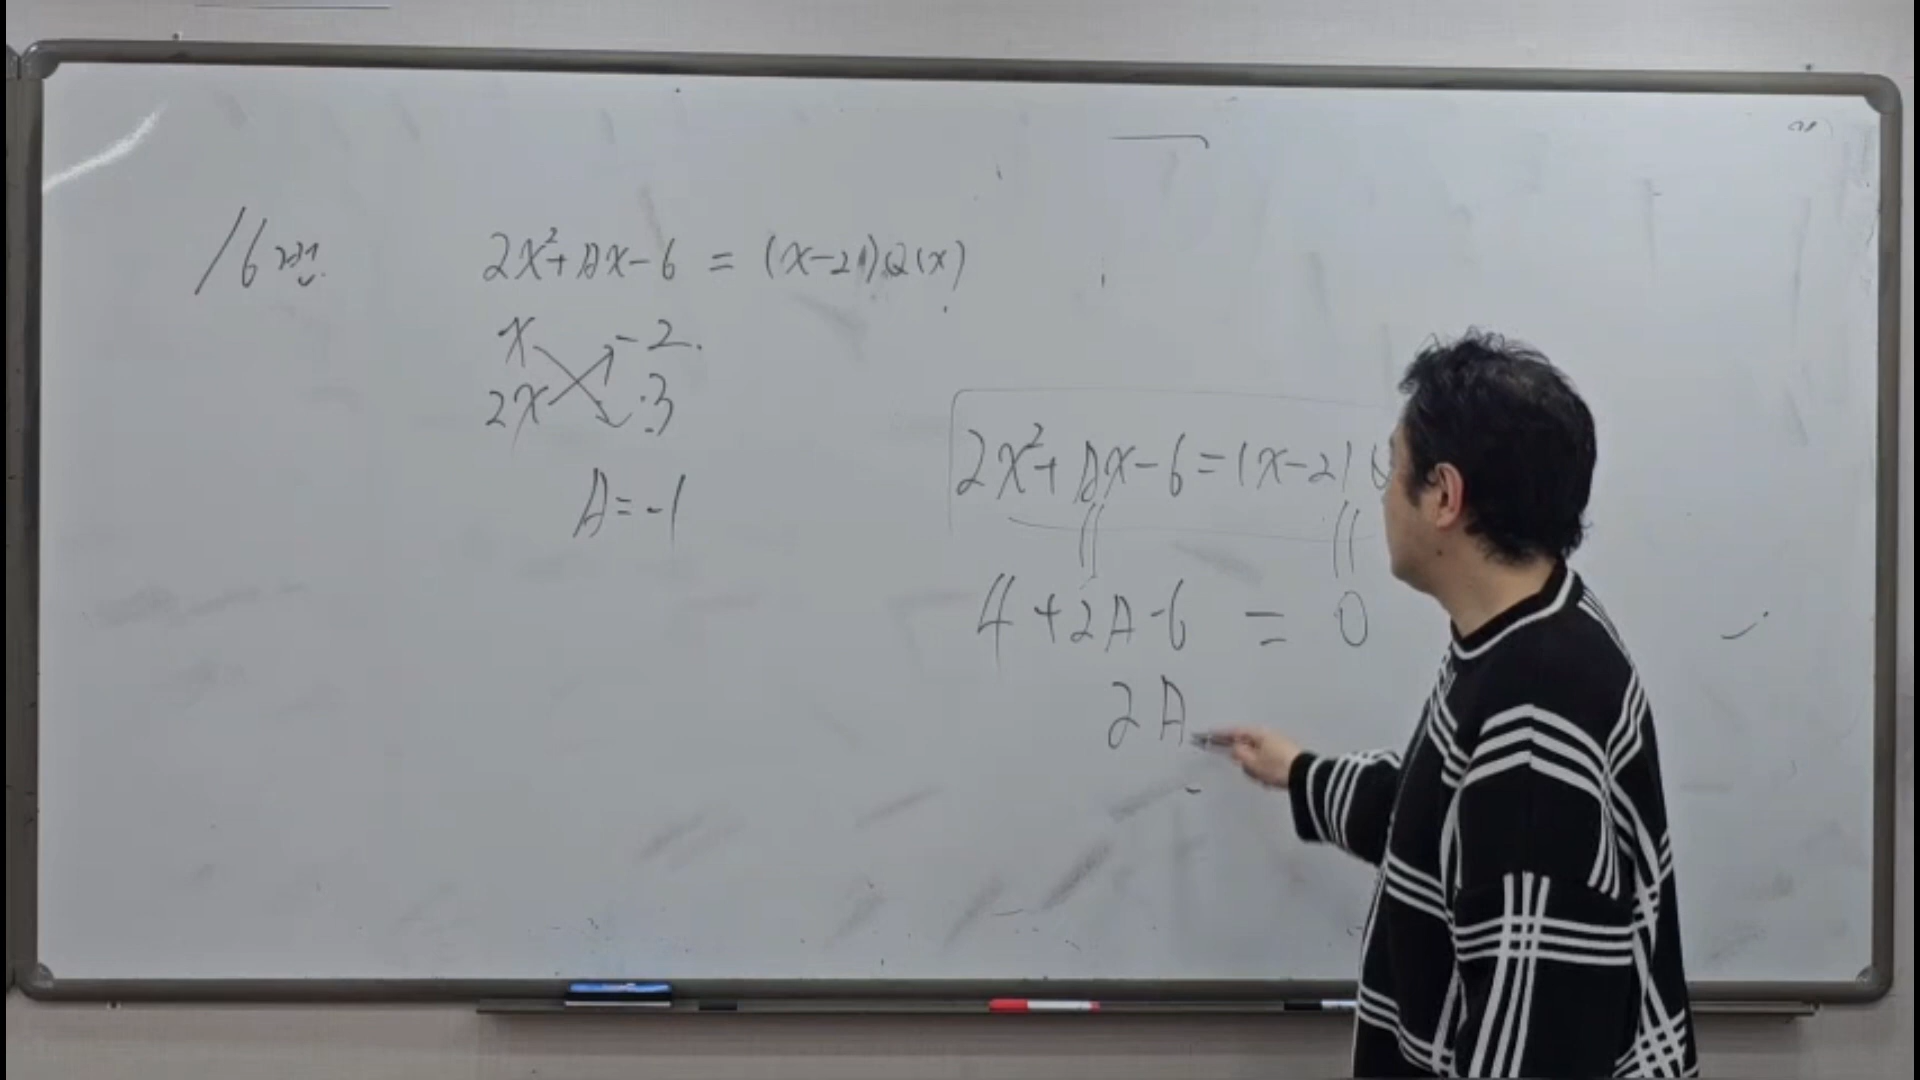 16번. 2x²+Ax-6 = (x-2)Q(x)
x -2
2x 3
A=-1
2x²+Ax-6=(x-2)
4+2A-6 = 0
2A